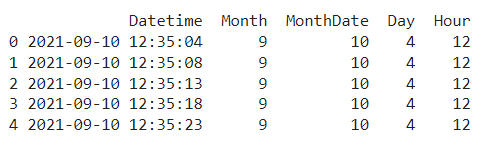 Datetime Month MonthDate Day Hour
0 2021-09-10 12:35:04 9 10 4 12
1 2021-09-10 12:35:08 9 10 4 12
2 2021-09-10 12:35:13 9 10 4 12
3 2021-09-10 12:35:18 9 10 4 12
4 2021-09-10 12:35:23 9 10 4 12